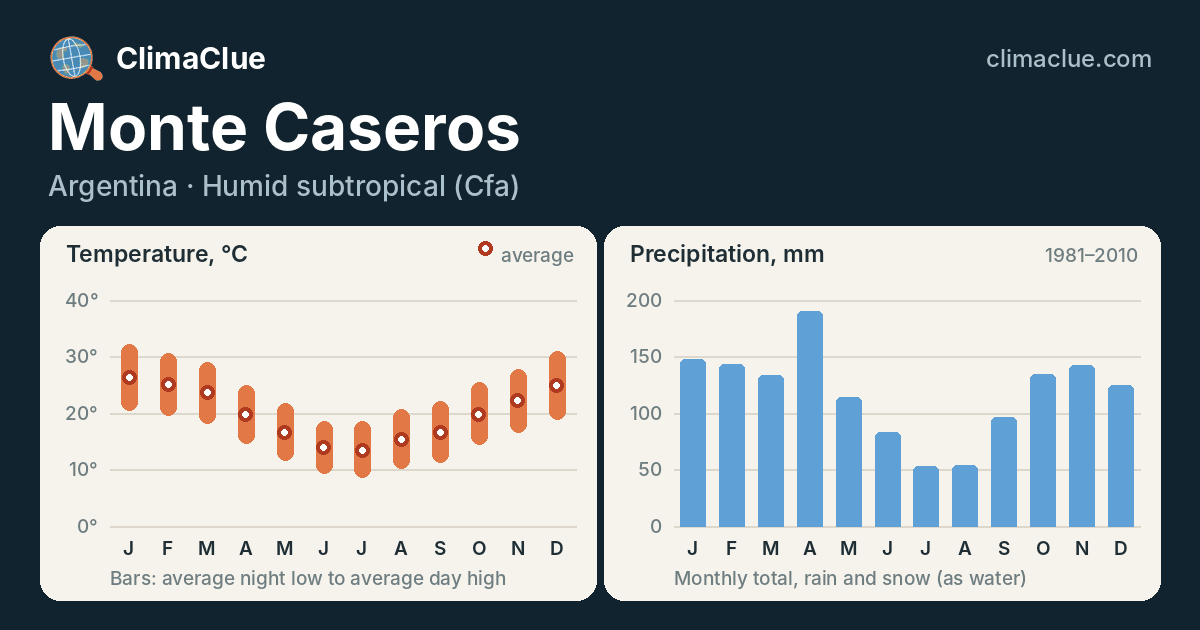 ClimaClue
climaclue.com
Monte Caseros
Argentina · Humid subtropical (Cfa)
Temperature, °C
average
40°
30°
20°
10°
0°
J F M A M J J A S O N D
Bars: average night low to average day high
Precipitation, mm
1981–2010
200
150
100
50
0
J F M A M J J A S O N D
Monthly total, rain and snow (as water)